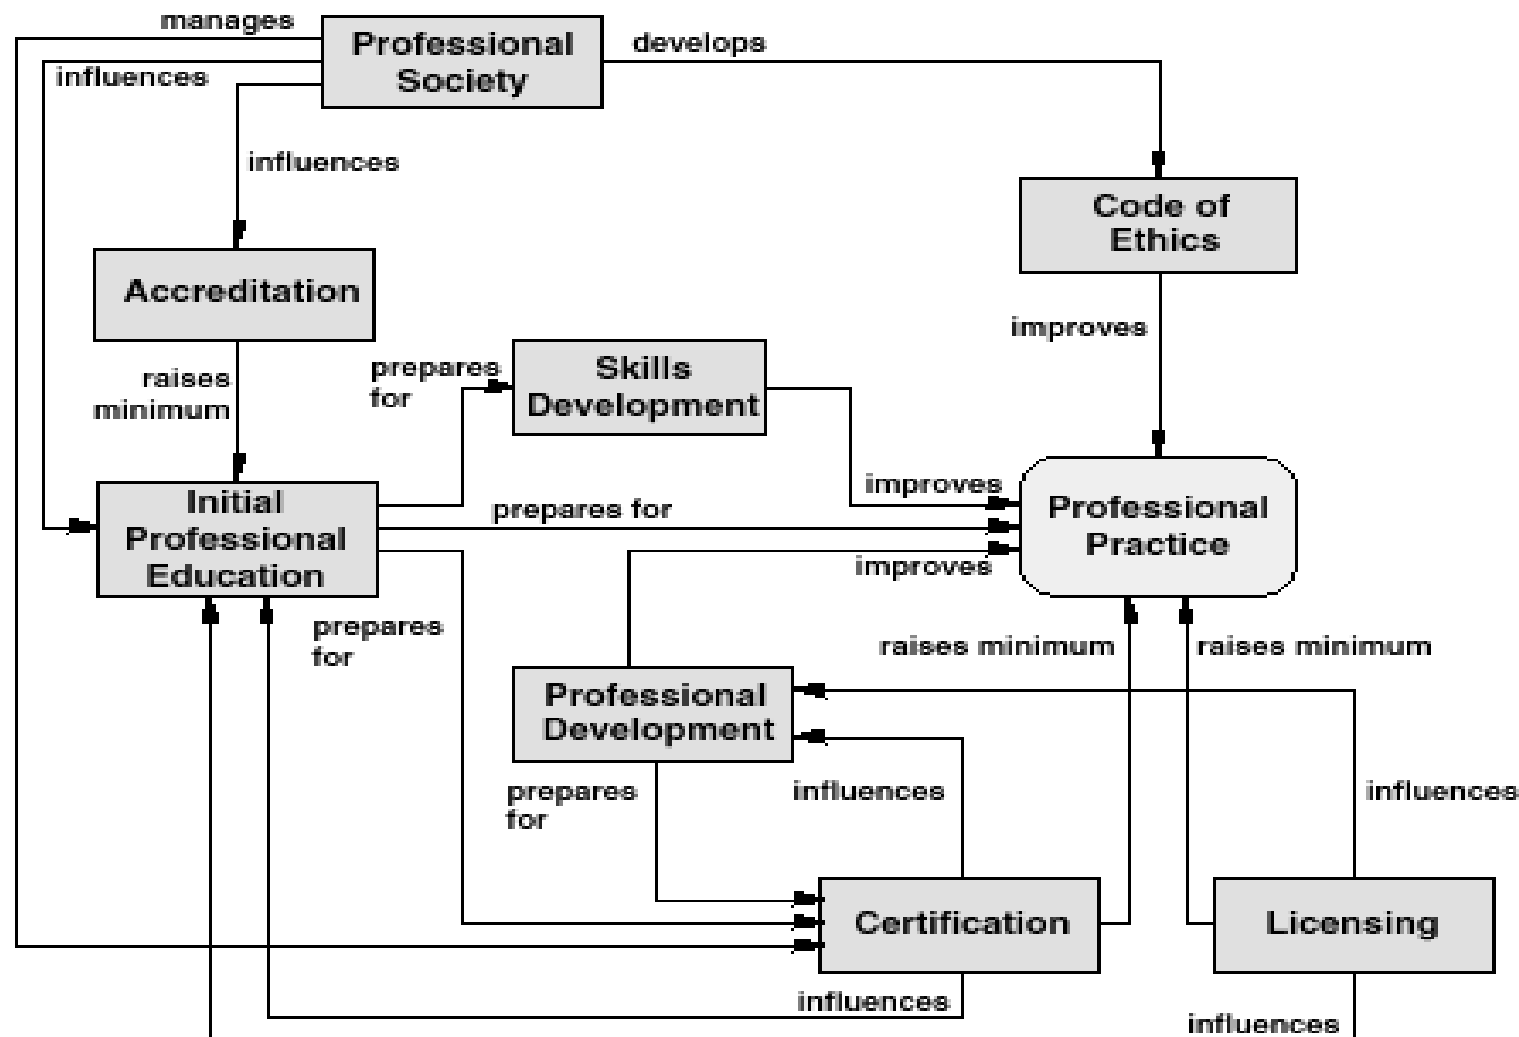 manages
Professional
Society
develops
influences
influences
Code of
Ethics
Accreditation
improves
raises
minimum
prepares
for
Skills
Development
improves
Initial
Professional
Education
prepares for
Professional
Practice
improves
prepares
for
raises minimum
raises minimum
Professional
Development
prepares
for
influences
influences
Certification
Licensing
influences
influences